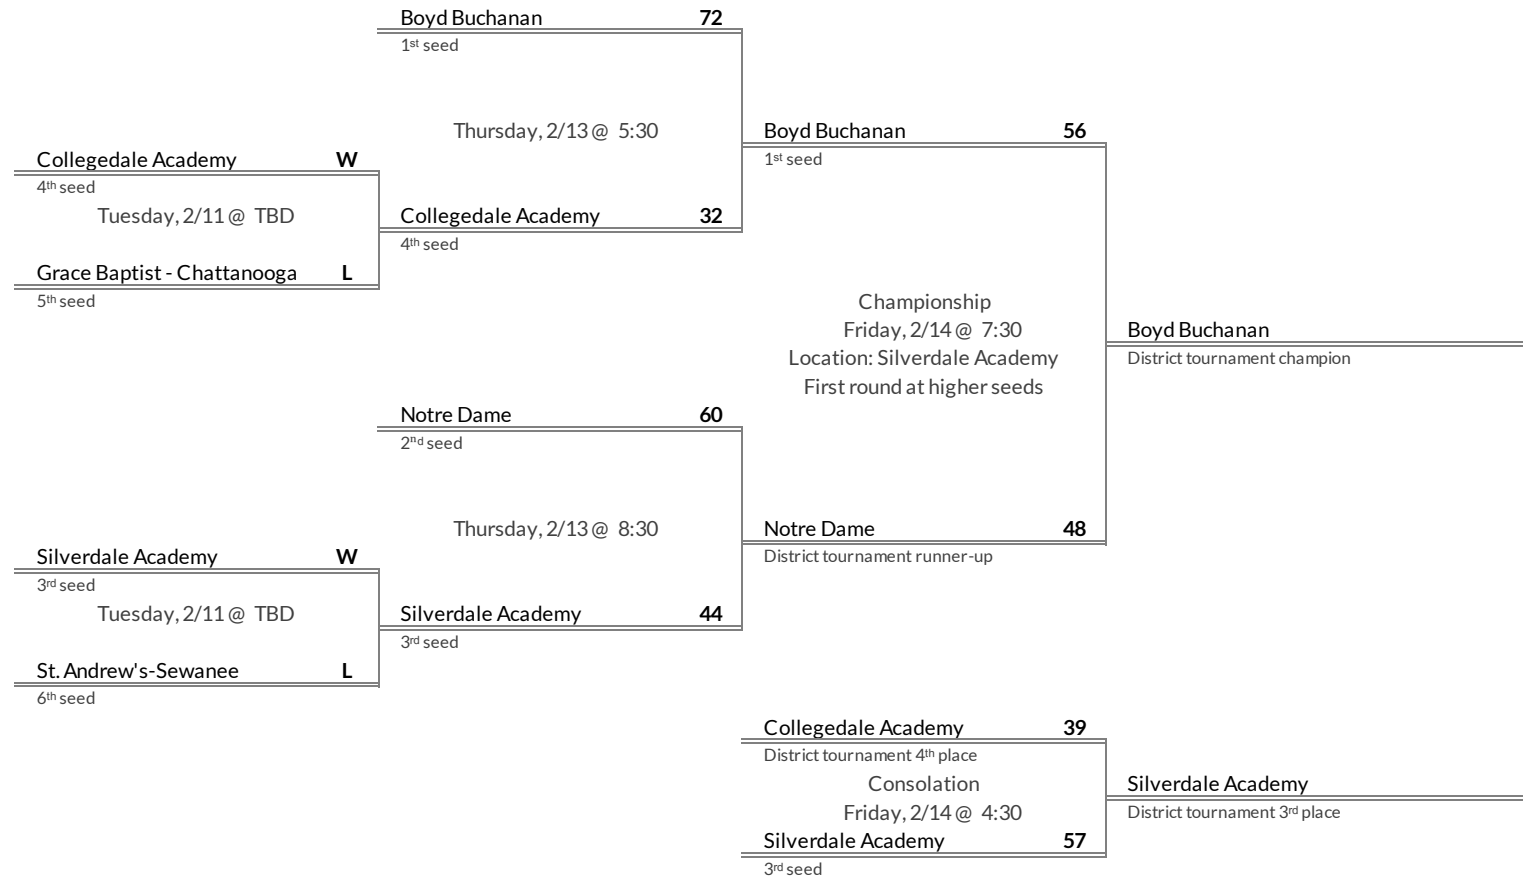 Boyd Buchanan 72
1st seed
Thursday, 2/13 @ 5:30
Boyd Buchanan 56
1st seed
Collegedale Academy W
4th seed
Tuesday, 2/11 @ TBD
Collegedale Academy 32
4th seed
Grace Baptist - Chattanooga L
5th seed
Championship
Friday, 2/14 @ 7:30
Location: Silverdale Academy
First round at higher seeds
Boyd Buchanan
District tournament champion
Notre Dame 60
2nd seed
Thursday, 2/13 @ 8:30
Notre Dame 48
District tournament runner-up
Silverdale Academy W
3rd seed
Tuesday, 2/11 @ TBD
Silverdale Academy 44
3rd seed
St. Andrew's-Sewanee L
6th seed
Collegedale Academy 39
District tournament 4th place
Consolation
Friday, 2/14 @ 4:30
Silverdale Academy
District tournament 3rd place
Silverdale Academy 57
3rd seed